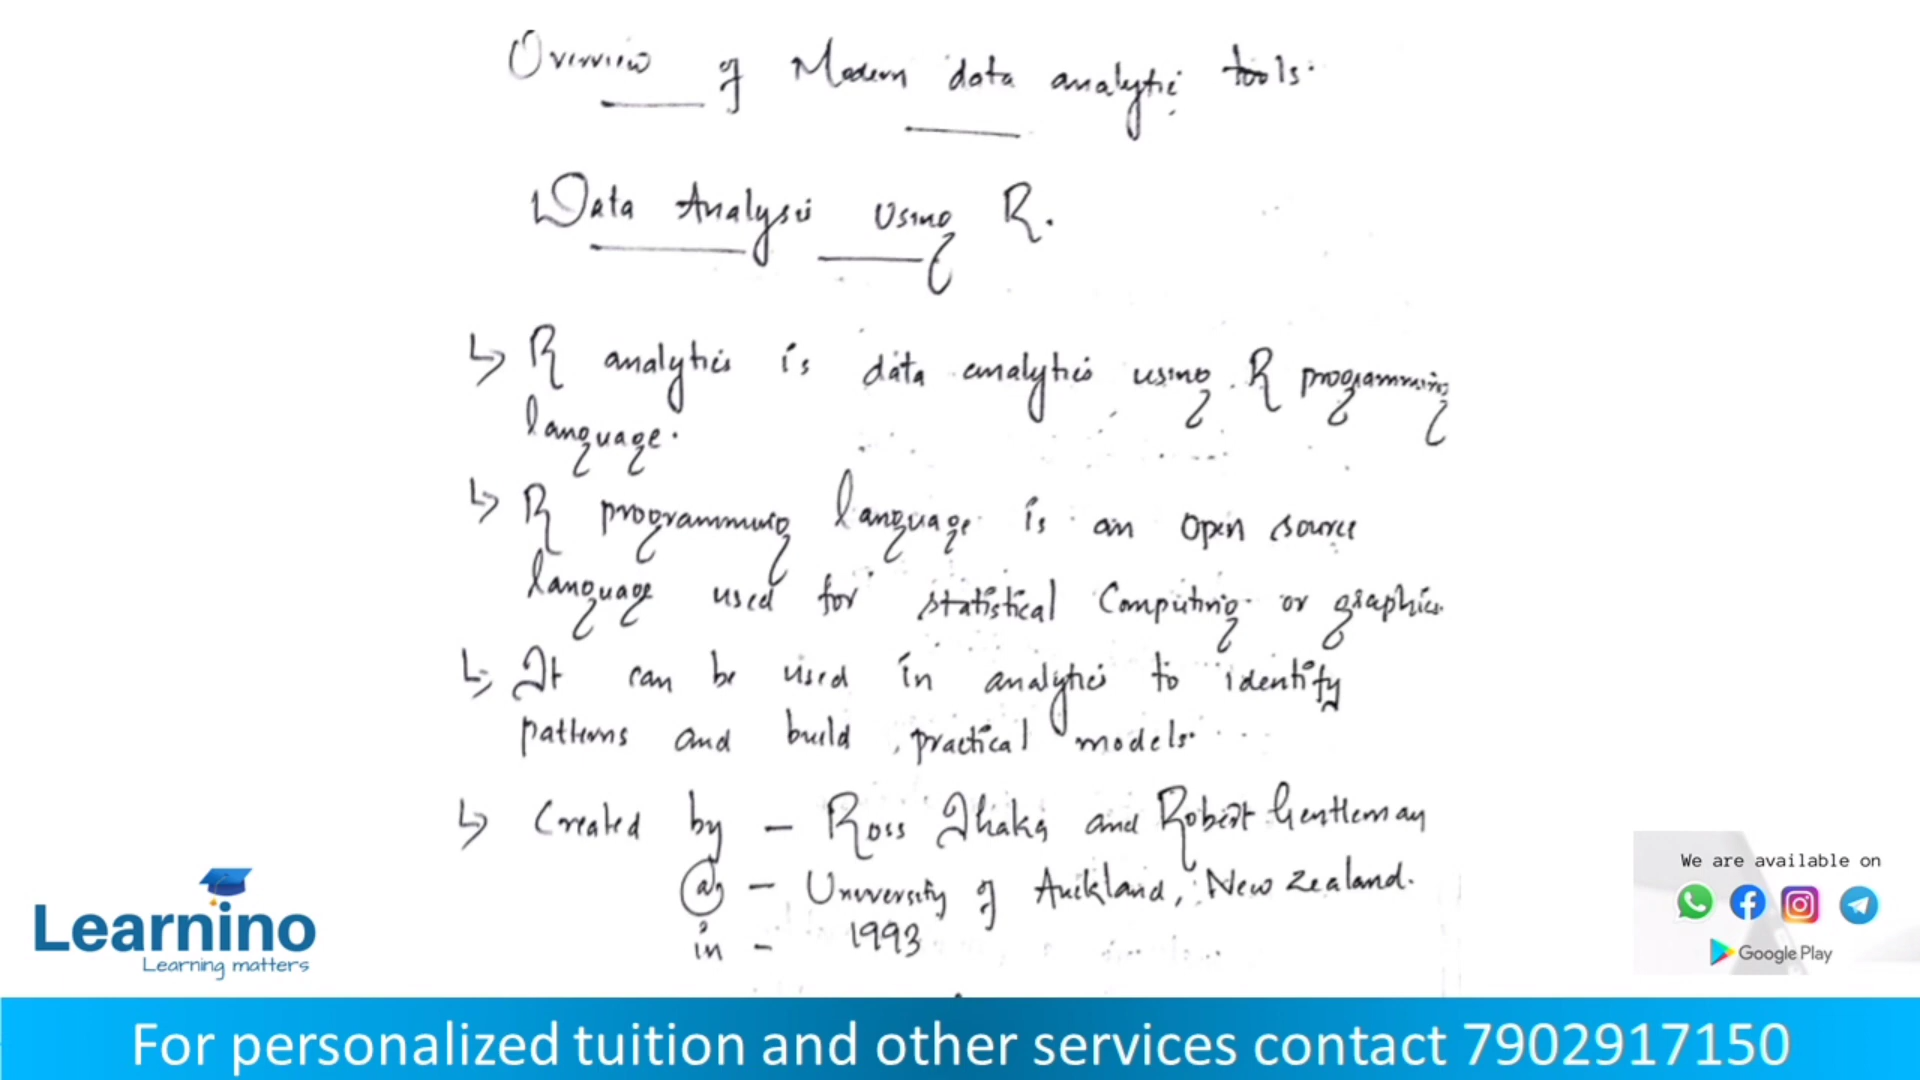 Overview of Modern data analytic tools.
Data Analysis Using R.
↳ R analytics is data analytics using R programming
language.
↳ R programming language is an open source
language used for statistical Computing or graphics
↳ It can be used in analytics to identify
patterns and build practical models.
↳ Created by - Ross Ihaka and Robert Gentleman
@ - University of Auckland, New Zealand.
in - 1993
Learnino
Learning matters
We are available on
Google Play
For personalized tuition and other services contact 7902917150